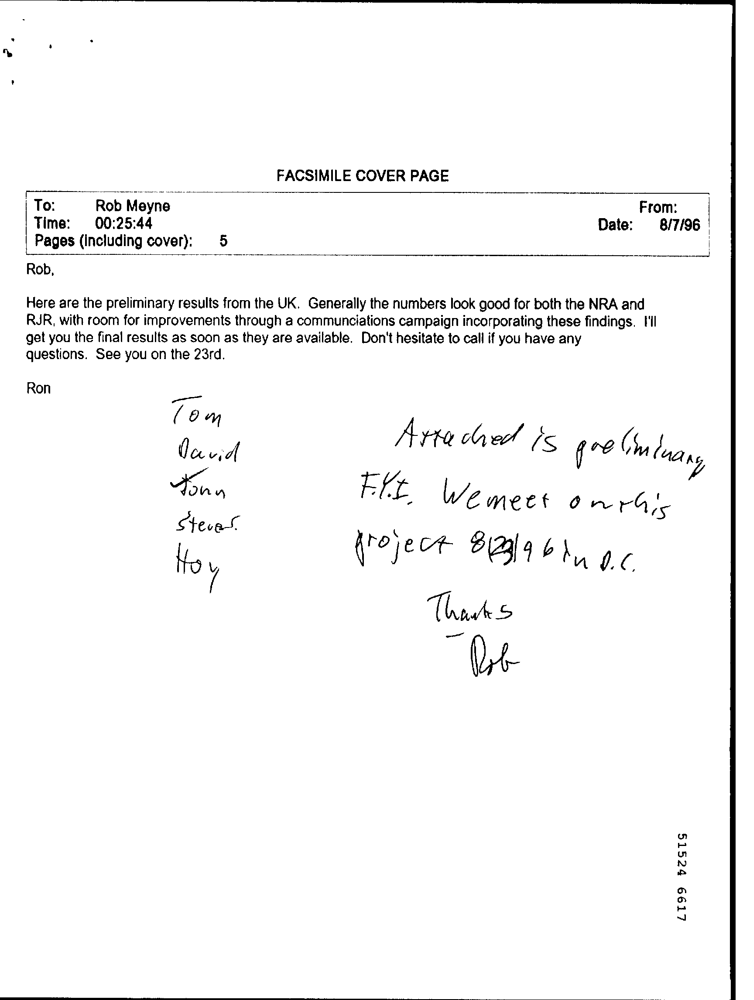 FACSIMILE COVER PAGE
To: Rob Meyne From:
Time: 00:25:44 Date: 8/7/96
Pages (including cover): 5
Rob,
Here are the preliminary results from the UK. Generally the numbers look good for both the NRA and
RJR, with room for improvements through a communciations campaign incorporating these findings. I'll
get you the final results as soon as they are available. Don't hesitate to call if you have any
questions. See you on the 23rd.
Ron
Tom
David
John
Hoy
Attached is preliminary
F.Y.I. We meet on this
project 8/23/96 in D.C.
Thanks
- Rob
51524 6617